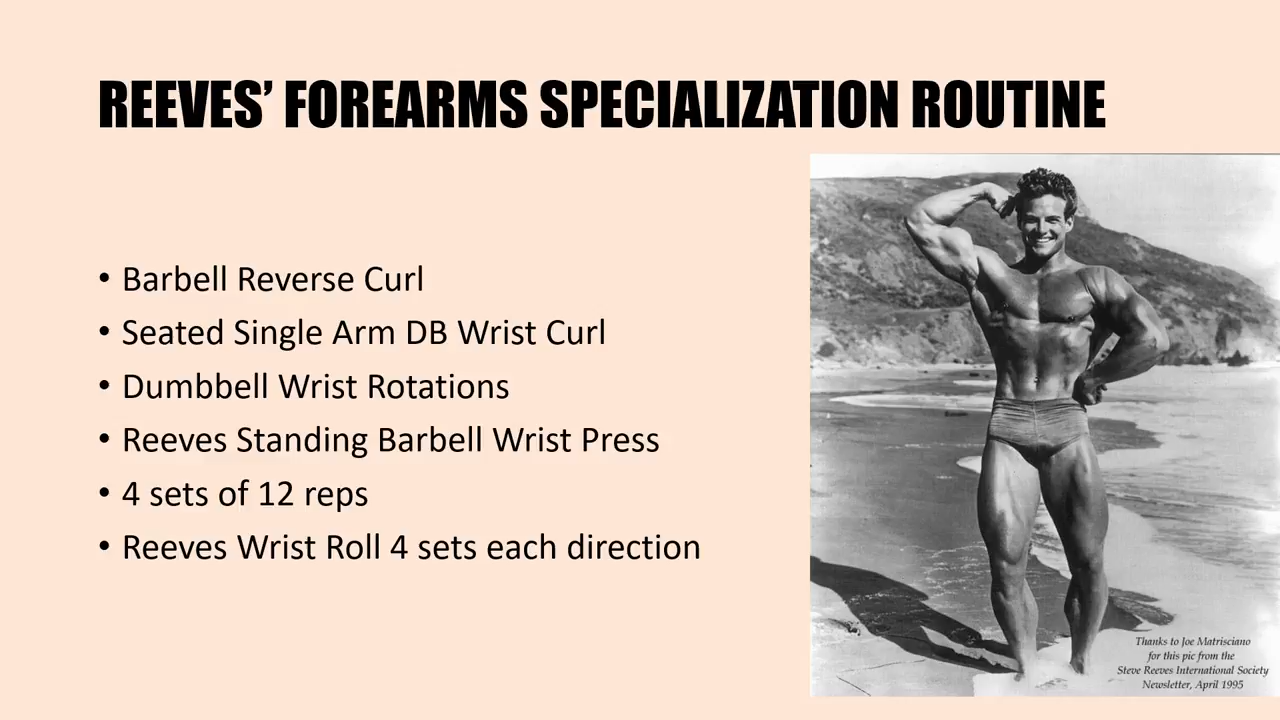 REEVES’ FOREARMS SPECIALIZATION ROUTINE
• Barbell Reverse Curl
• Seated Single Arm DB Wrist Curl
• Dumbbell Wrist Rotations
• Reeves Standing Barbell Wrist Press
• 4 sets of 12 reps
• Reeves Wrist Roll 4 sets each direction
Thanks to Joe Matrisciano
for this pic from the
Steve Reeves International Society
Newsletter, April 1995